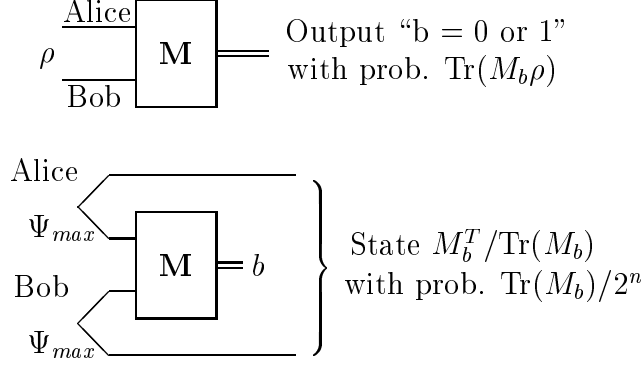 Alice
ρ
Bob
M
Output “b = 0 or 1”
with prob. Tr(M_bρ)
Alice
Ψ_max
M
b
Bob
Ψ_max
State M_b^T/Tr(M_b)
with prob. Tr(M_b)/2^n